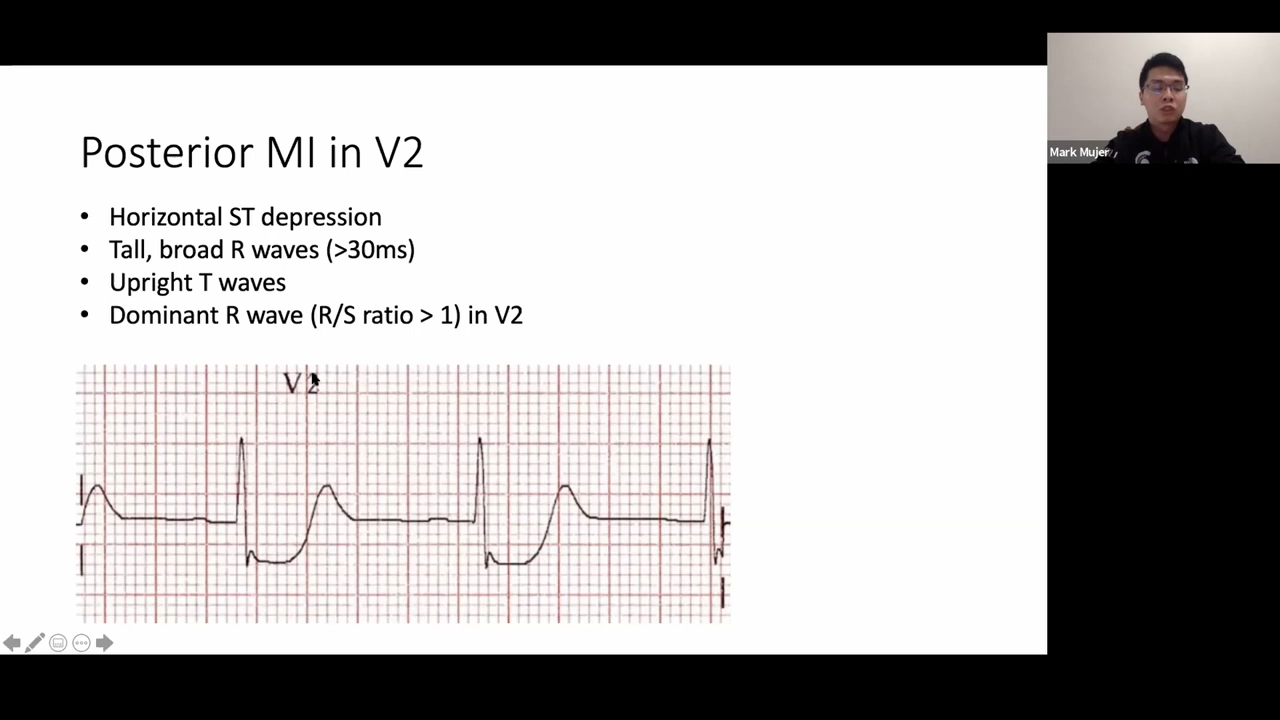 Posterior MI in V2
• Horizontal ST depression
• Tall, broad R waves (>30ms)
• Upright T waves
• Dominant R wave (R/S ratio > 1) in V2
V2
Mark Mujer